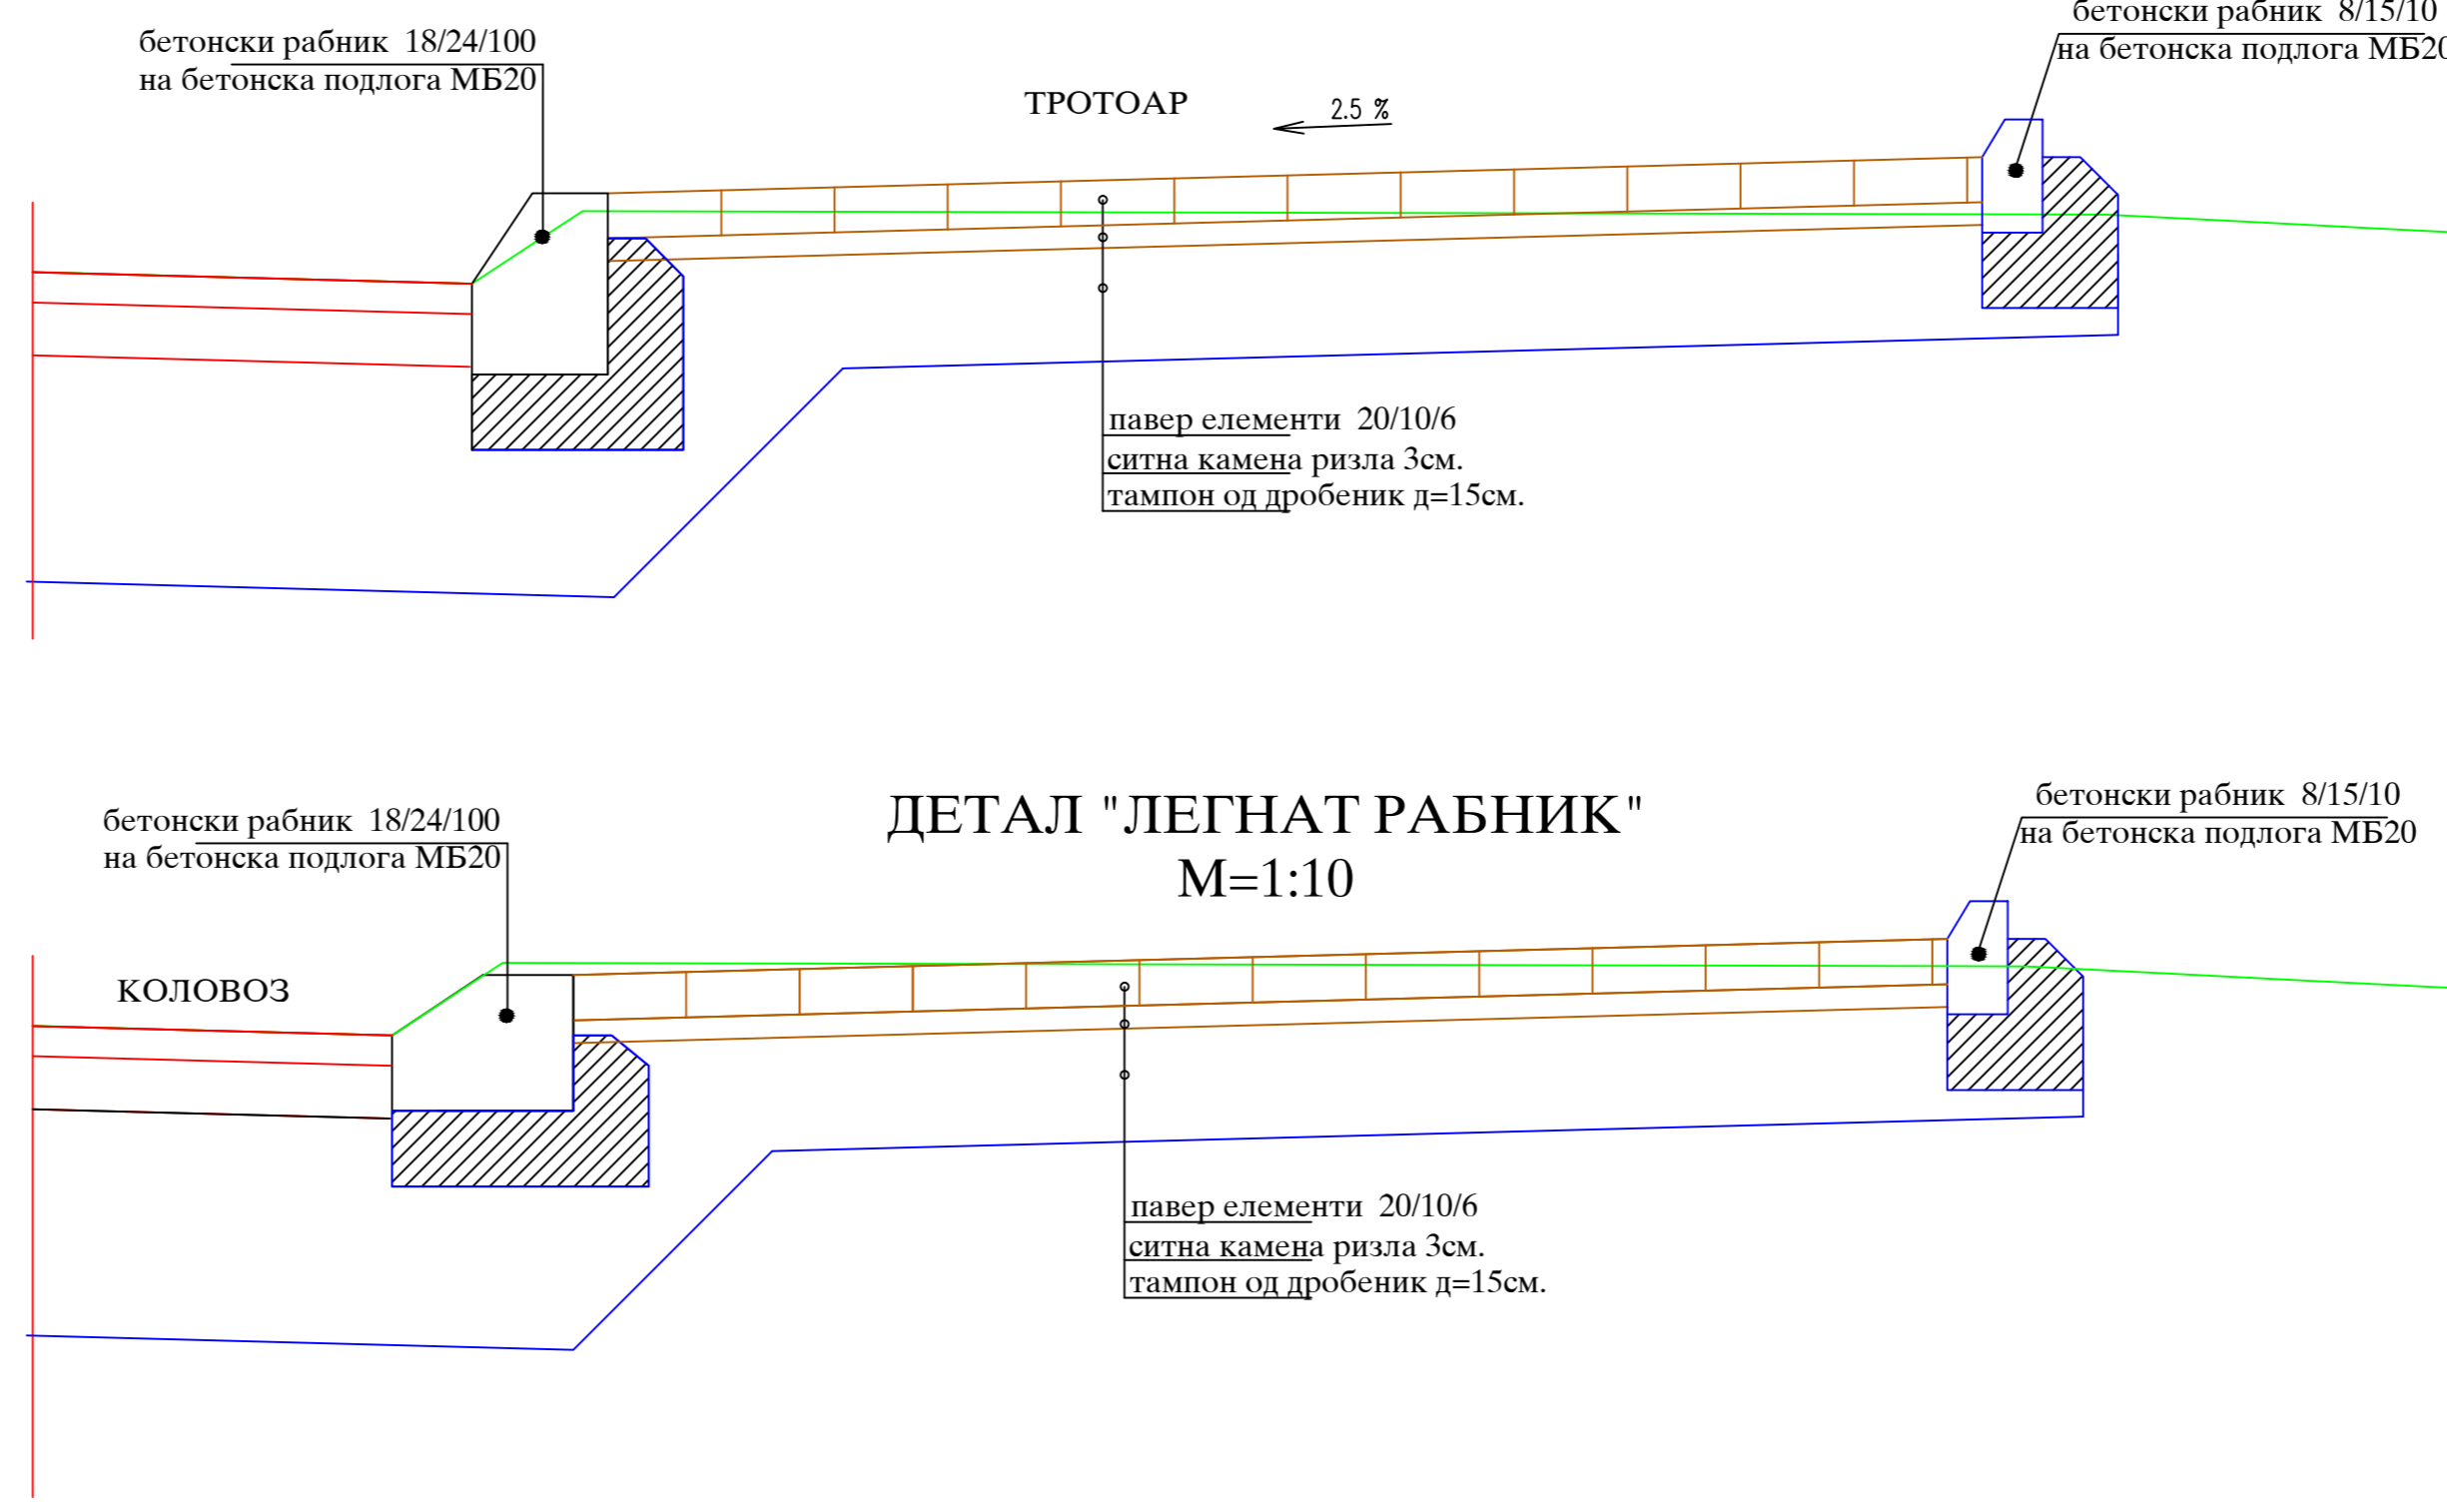 бетонски рабник 18/24/100
на бетонска подлога МБ20
бетонски рабник 8/15/10
на бетонска подлога МБ20
ТРОТОАР
2.5 %
павер елементи 20/10/6
ситна камена ризла 3см.
тампон од дробеник д=15см.
ДЕТАЛ "ЛЕГНАТ РАБНИК"
М=1:10
бетонски рабник 18/24/100
на бетонска подлога МБ20
бетонски рабник 8/15/10
на бетонска подлога МБ20
КОЛОВОЗ
павер елементи 20/10/6
ситна камена ризла 3см.
тампон од дробеник д=15см.